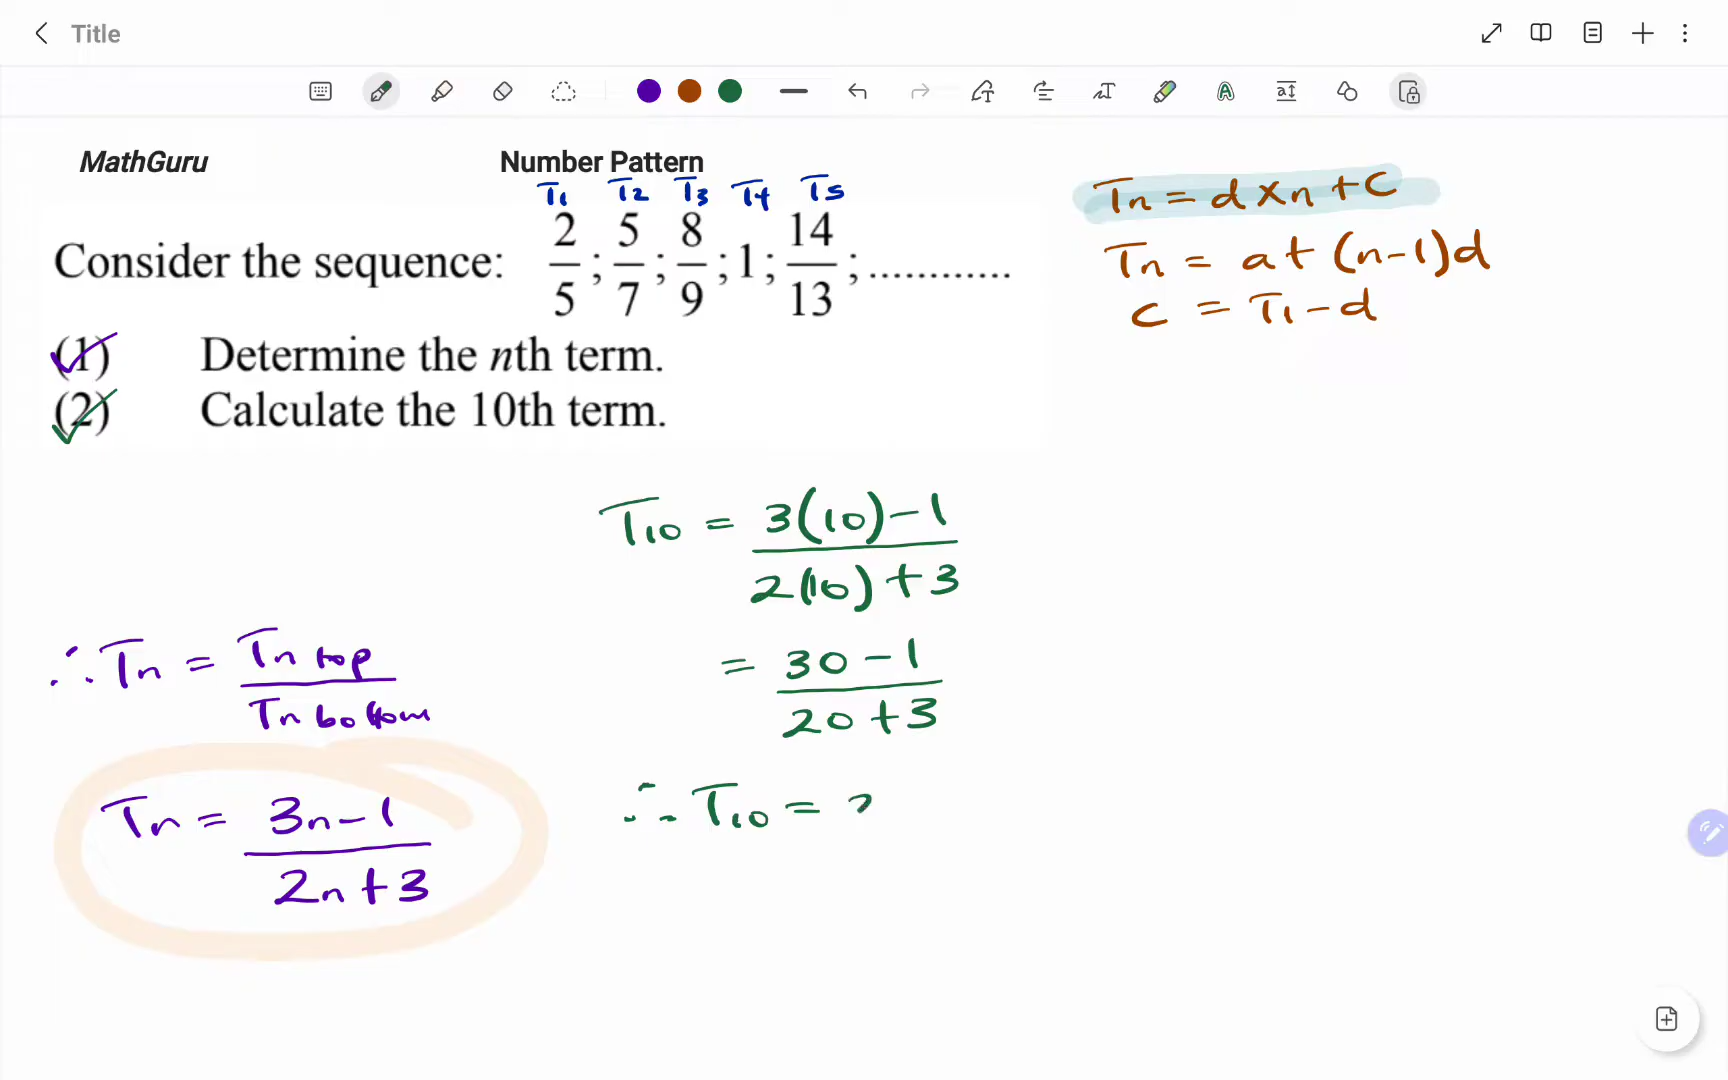 Title
MathGuru
Number Pattern
T1 T2 T3 T4 T5
Consider the sequence: 2/5 ; 5/7 ; 8/9 ; 1 ; 14/13 ; .............
(1) Determine the nth term.
(2) Calculate the 10th term.
Tn = d x n + c
Tn = a + (n-1)d
c = T1 - d
T10 = 3(10) - 1 / 2(10) + 3
= 30 - 1 / 20 + 3
∴ T10 = 2
∴ Tn = Tn top / Tn bottom
Tn = 3n - 1 / 2n + 3